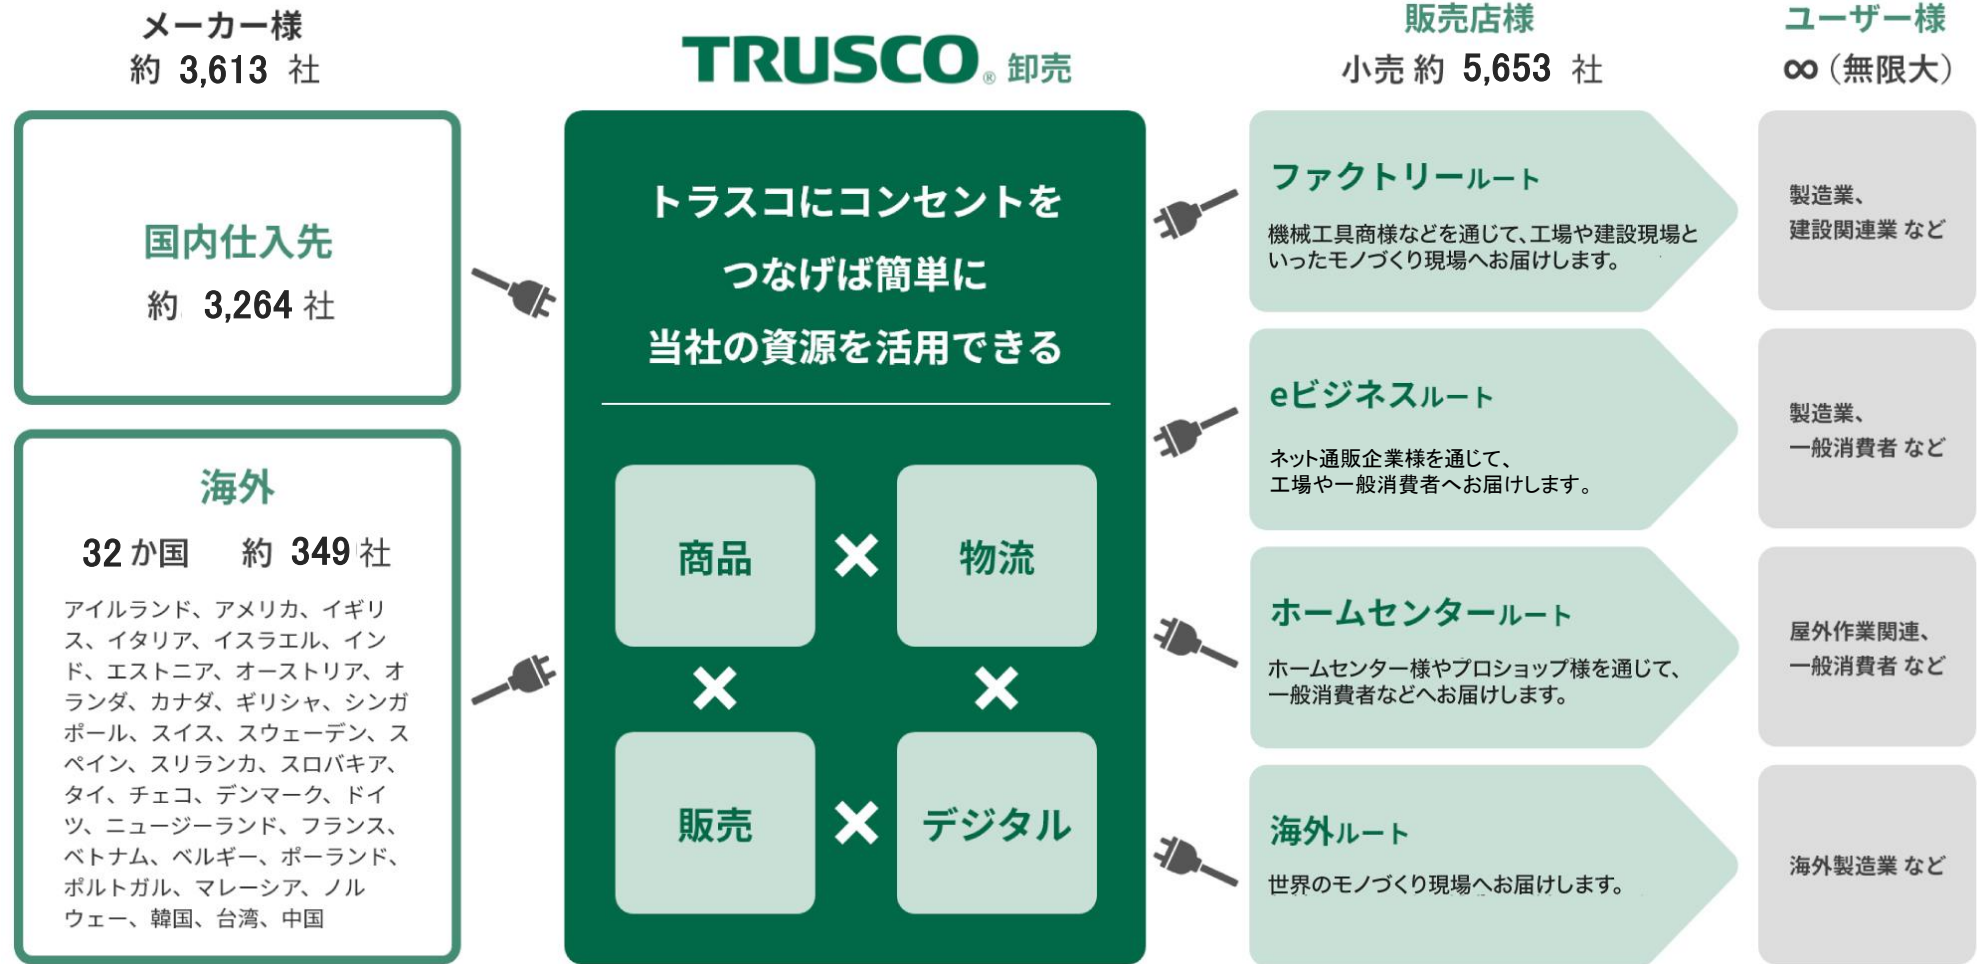 メーカー様
約 3,613 社
国内仕入先
約 3,264 社
海外
32か国 約 349 社
アイルランド、アメリカ、イギリ
ス、イタリア、イスラエル、イン
ド、エストニア、オーストリア、オ
ランダ、カナダ、ギリシャ、シンガ
ポール、スイス、スウェーデン、ス
ペイン、スリランカ、スロバキア、
タイ、チェコ、デンマーク、ドイ
ツ、ニュージーランド、フランス、
ベトナム、ベルギー、ポーランド、
ポルトガル、マレーシア、ノル
ウェー、韓国、台湾、中国
TRUSCO® 卸売
トラスコにコンセントを
つなげば簡単に
当社の資源を活用できる
商品 × 物流
× ×
販売 × デジタル
販売店様
小売 約 5,653 社
ファクトリールート
機械工具商様などを通じて、工場や建設現場と
いったモノづくり現場へお届けします。
eビジネスルート
ネット通販企業様を通じて、
工場や一般消費者へお届けします。
ホームセンタールート
ホームセンター様やプロショップ様を通じて、
一般消費者などへお届けします。
海外ルート
世界のモノづくり現場へお届けします。
ユーザー様
∞（無限大）
製造業、
建設関連業 など
製造業、
一般消費者 など
屋外作業関連、
一般消費者 など
海外製造業 など